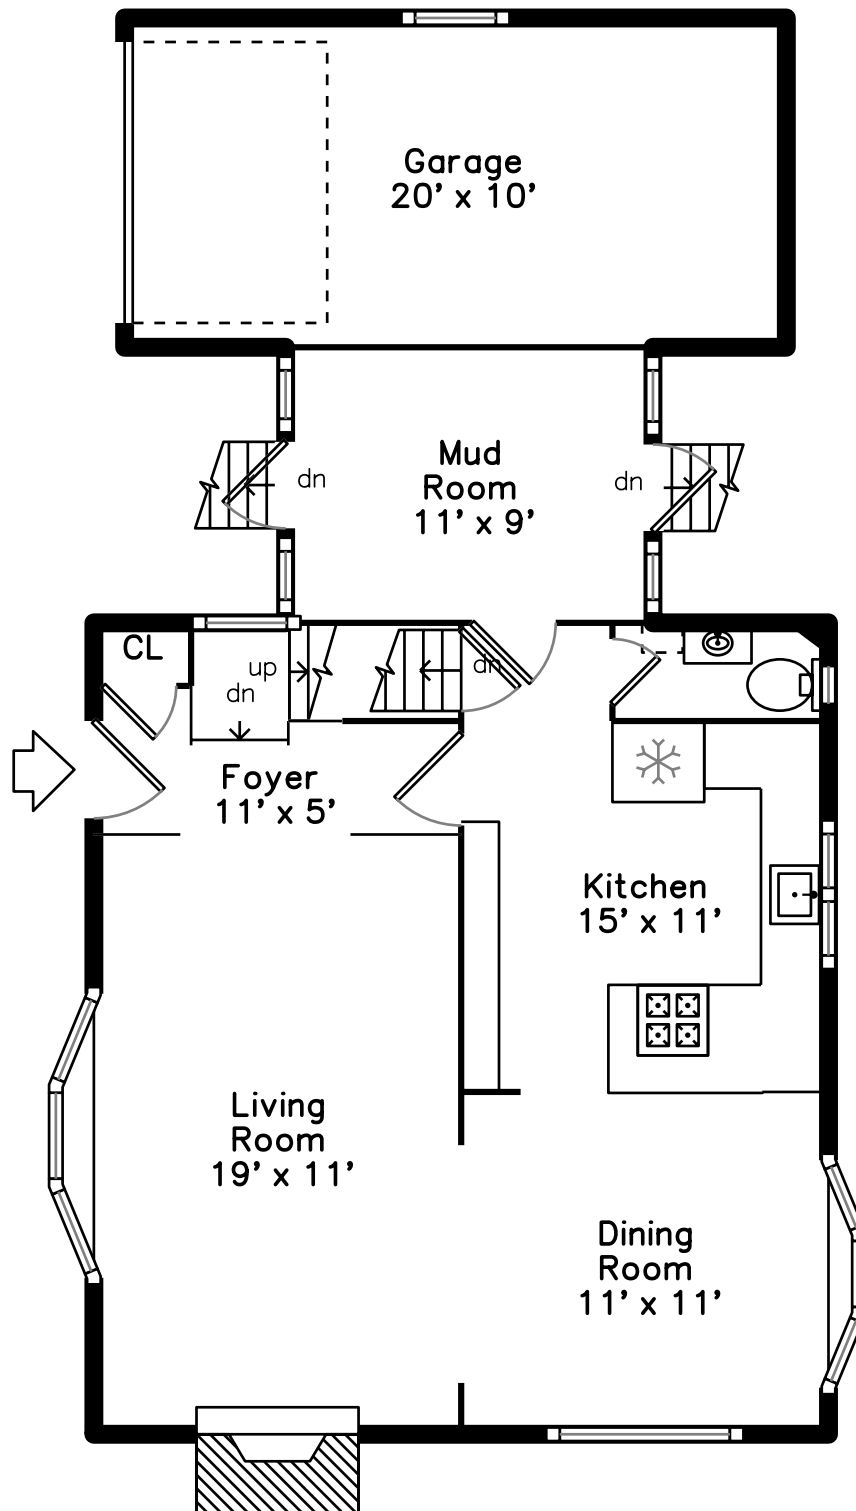 Garage
20' x 10'
Mud
Room
11' x 9'
dn
dn
CL
up
dn
dn
Foyer
11' x 5'
Kitchen
15' x 11'
Living
Room
19' x 11'
Dining
Room
11' x 11'